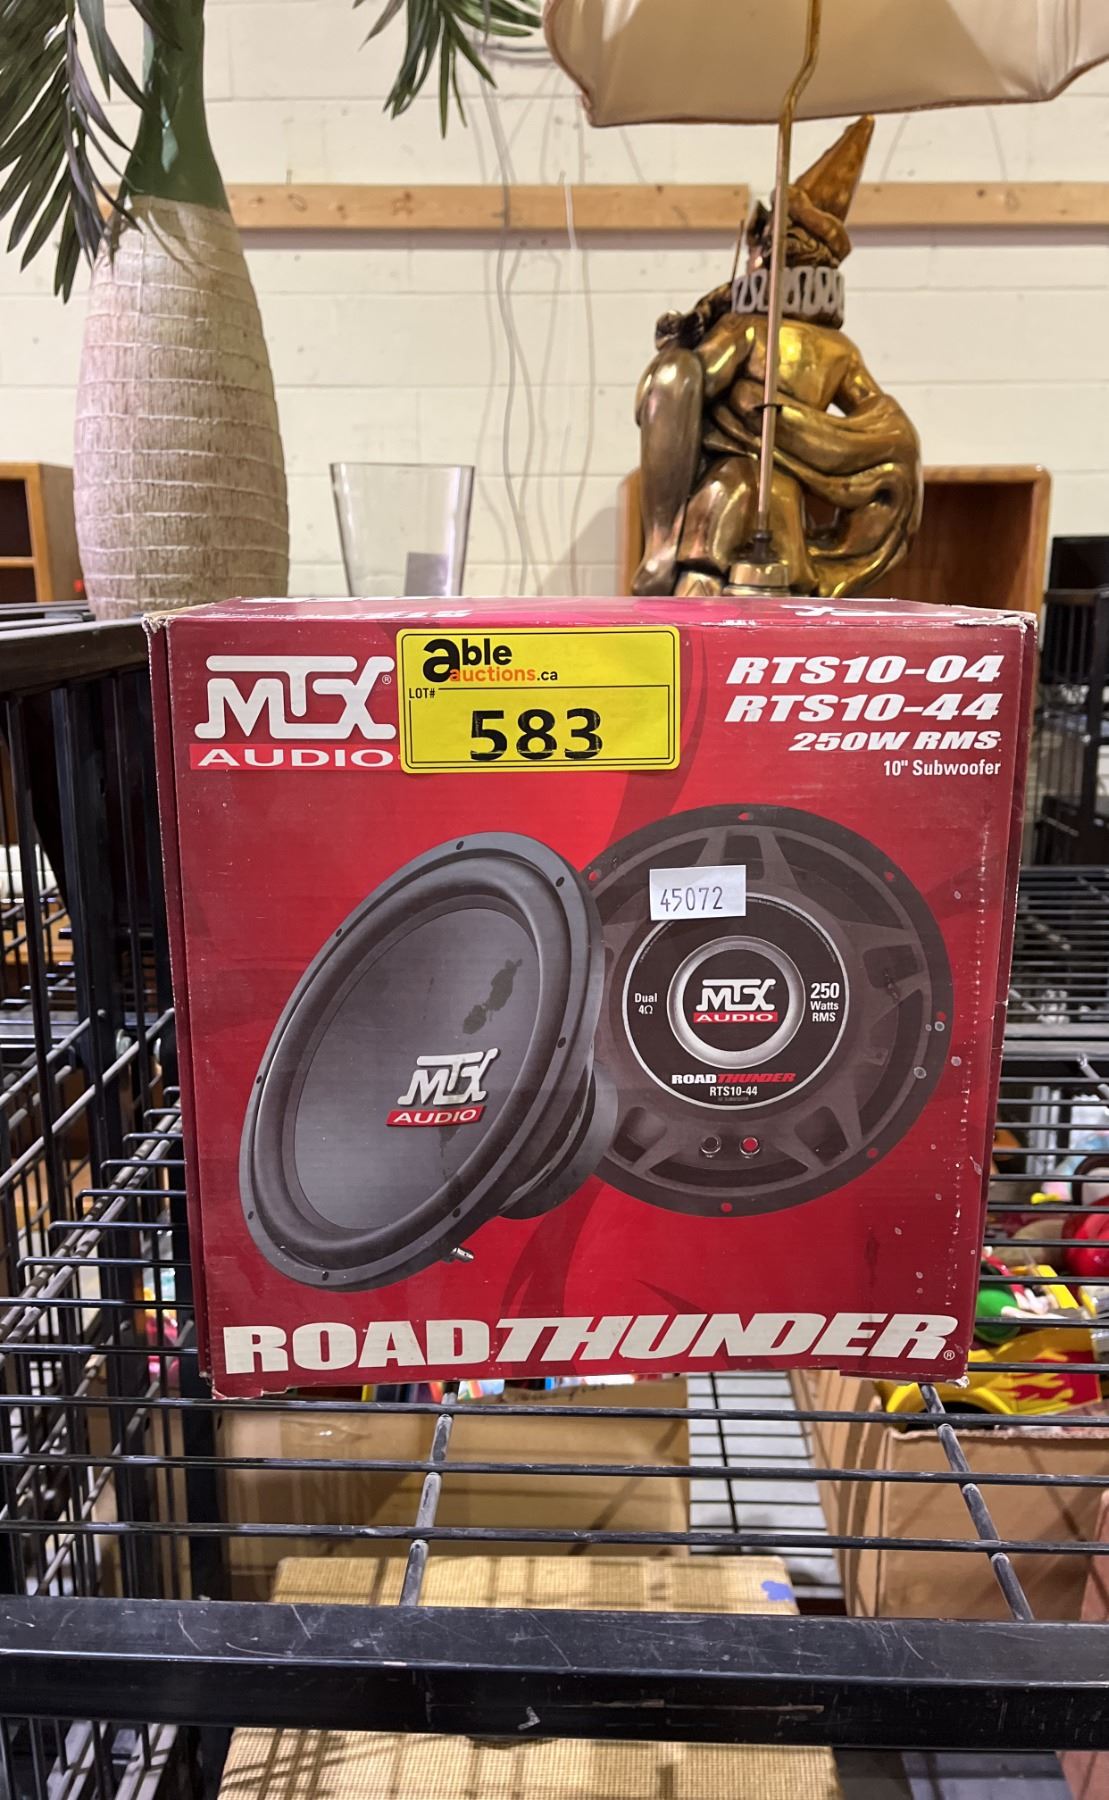 MTX
®
AUDIO
able
auctions.ca
LOT#
583
RTS10-04
RTS10-44
250W RMS
10" Subwoofer
45072
Dual
4Ω
MTX
AUDIO
250
Watts
RMS
ROADTHUNDER
RTS10-44
MTX
AUDIO
ROADTHUNDER®